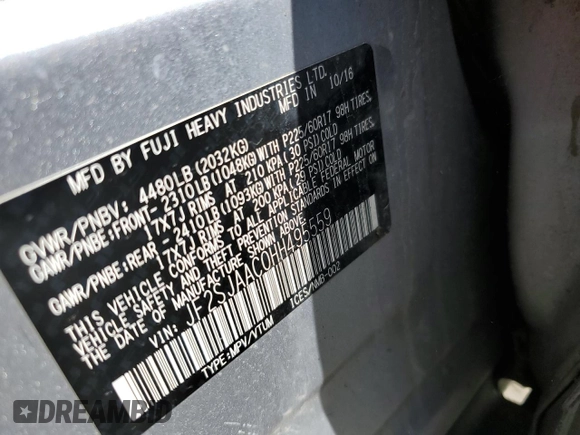 MFD BY FUJI HEAVY INDUSTRIES LTD.
MFD IN 10/16
GVWR/PNBV: 4480LB(2032KG)
GAWR/PNBE:FRONT- 2310LB(1048KG)WITH P225/60R17 98H TIRES,
17X7J RIMS AT 210 KPA(30 PSI)COLD
GAWR/PNBE:REAR - 2410LB(1093KG)WITH P225/60R17 98H TIRES,
17X7J RIMS AT 200 KPA(29 PSI)COLD
THIS VEHICLE CONFORMS TO ALL APPLICABLE FEDERAL MOTOR
VEHICLE SAFETY AND THEFT PREVENTION STANDARDS IN EFFECT ON
THE DATE OF MANUFACTURE SHOWN ABOVE.
VIN: JF2SJAAC0HH495559
TYPE:MPV/VTUM ICES/NMB-002
DREAMBID